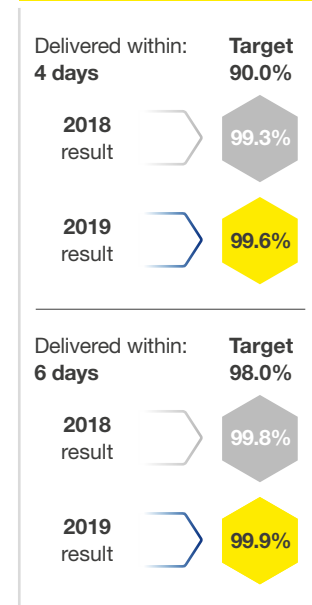 Delivered within: Target
4 days 90.0%
2018
result
99.3%
2019
result
99.6%
Delivered within: Target
6 days 98.0%
2018
result
99.8%
2019
result
99.9%